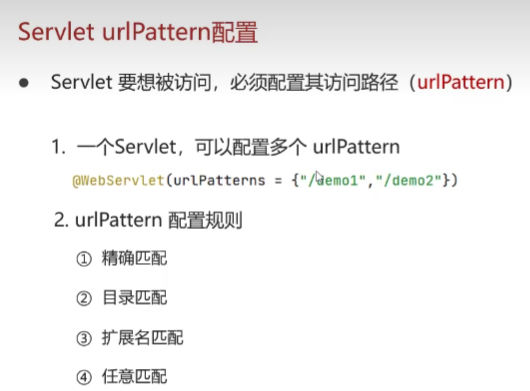 Servlet urlPattern配置
● Servlet 要想被访问，必须配置其访问路径（urlPattern）
1. 一个Servlet，可以配置多个 urlPattern
@WebServlet(urlPatterns = {"/demo1","/demo2"})
2. urlPattern 配置规则
① 精确匹配
② 目录匹配
③ 扩展名匹配
④ 任意匹配